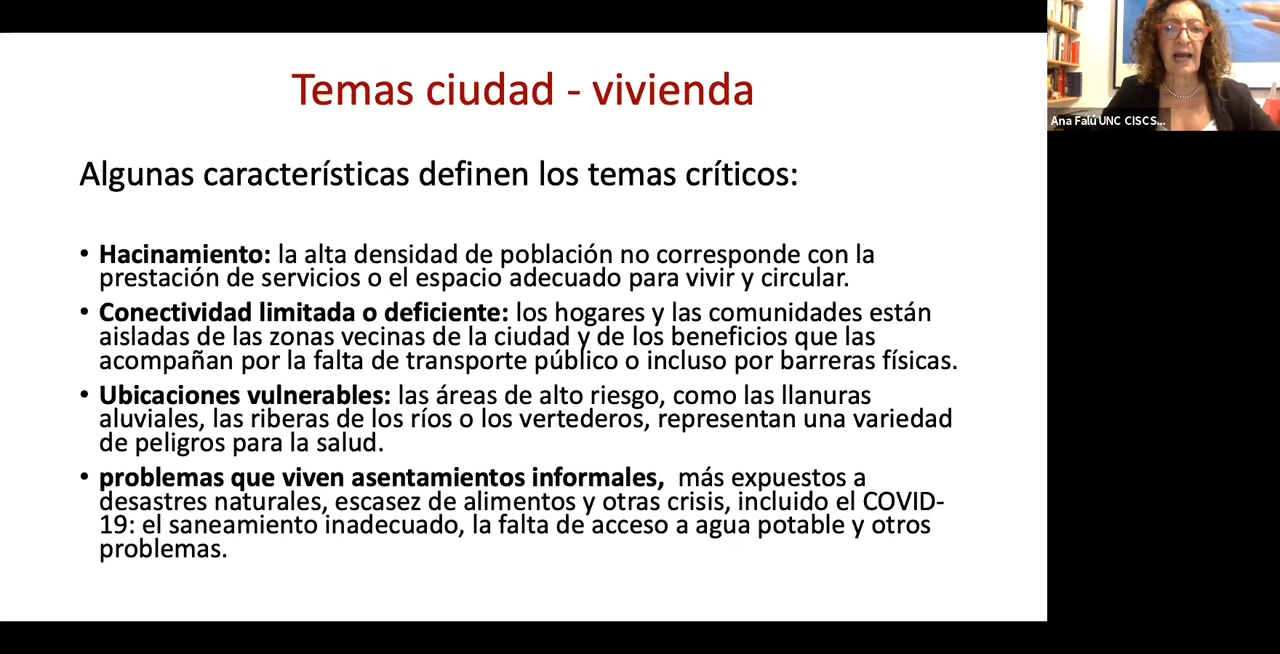 Temas ciudad - vivienda
Algunas características definen los temas críticos:
• Hacinamiento: la alta densidad de población no corresponde con la
prestación de servicios o el espacio adecuado para vivir y circular.
• Conectividad limitada o deficiente: los hogares y las comunidades están
aisladas de las zonas vecinas de la ciudad y de los beneficios que las
acompañan por la falta de transporte público o incluso por barreras físicas.
• Ubicaciones vulnerables: las áreas de alto riesgo, como las llanuras
aluviales, las riberas de los ríos o los vertederos, representan una variedad
de peligros para la salud.
• problemas que viven asentamientos informales,  más expuestos a
desastres naturales, escasez de alimentos y otras crisis, incluido el COVID-
19: el saneamiento inadecuado, la falta de acceso a agua potable y otros
problemas.
Ana Falú UNC CISCS...